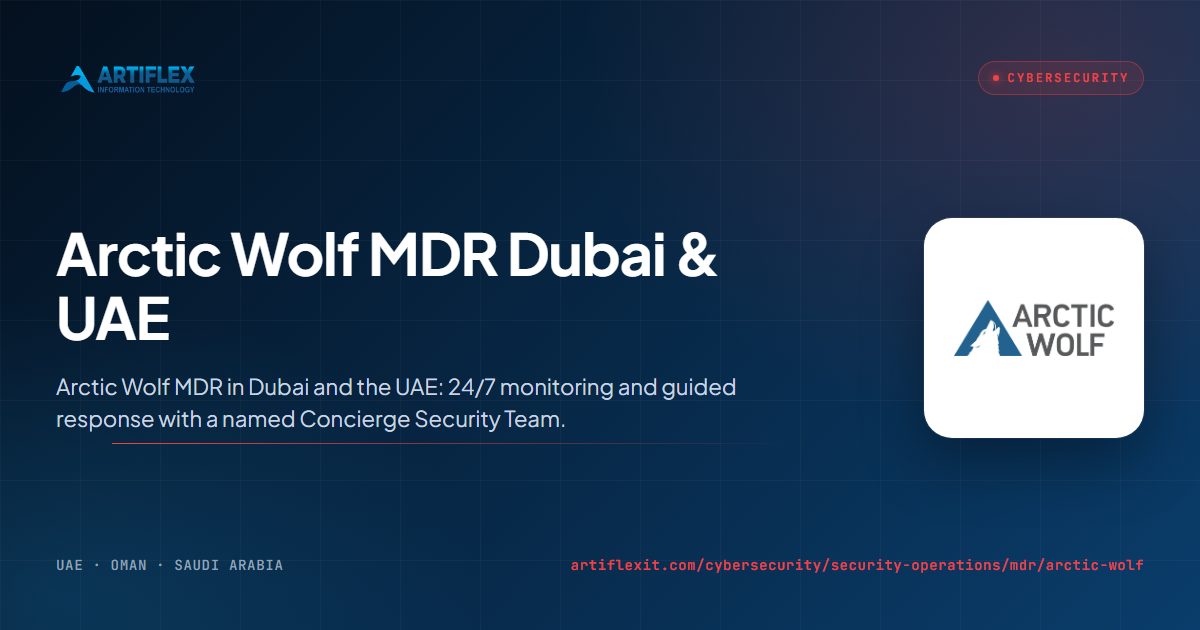 ARTIFLEX
INFORMATION TECHNOLOGY
CYBERSECURITY
Arctic Wolf MDR Dubai &
UAE
Arctic Wolf MDR in Dubai and the UAE: 24/7 monitoring and guided
response with a named Concierge Security Team.
ARCTIC
WOLF
UAE · OMAN · SAUDI ARABIA
artiflexit.com/cybersecurity/security-operations/mdr/arctic-wolf